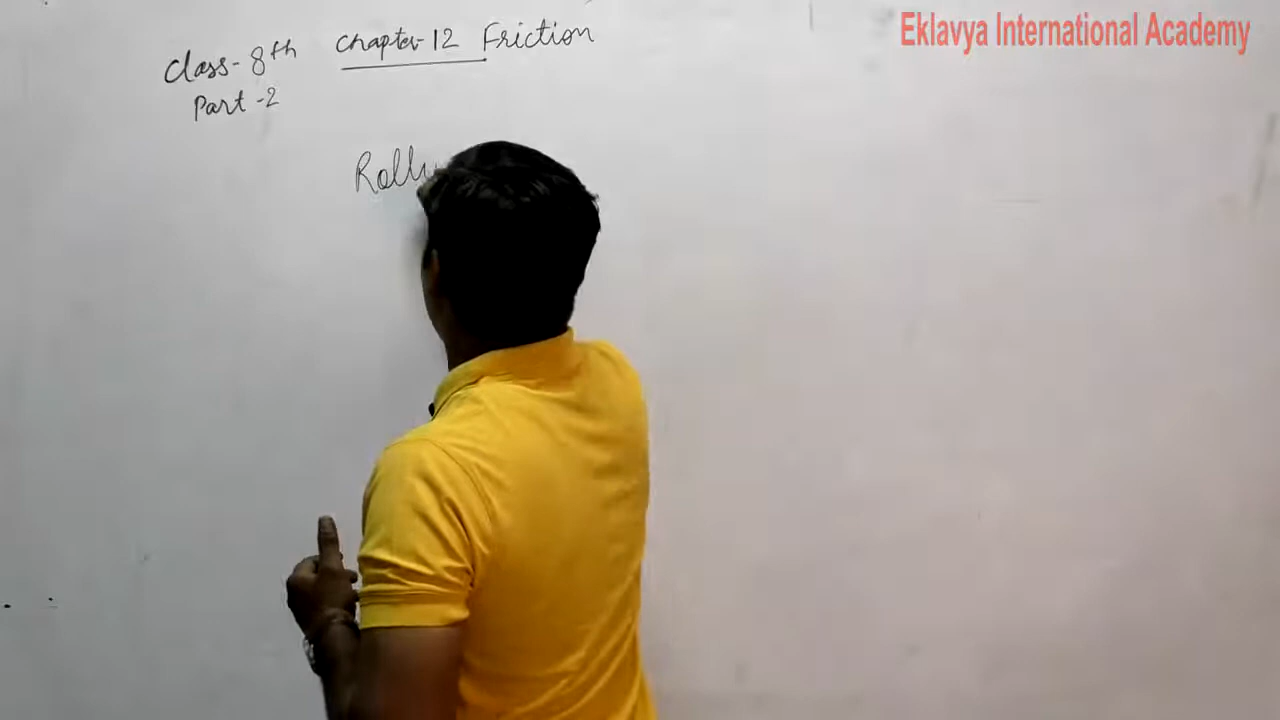 Eklavya International Academy
Class-8th Chapter-12 Friction
Part-2